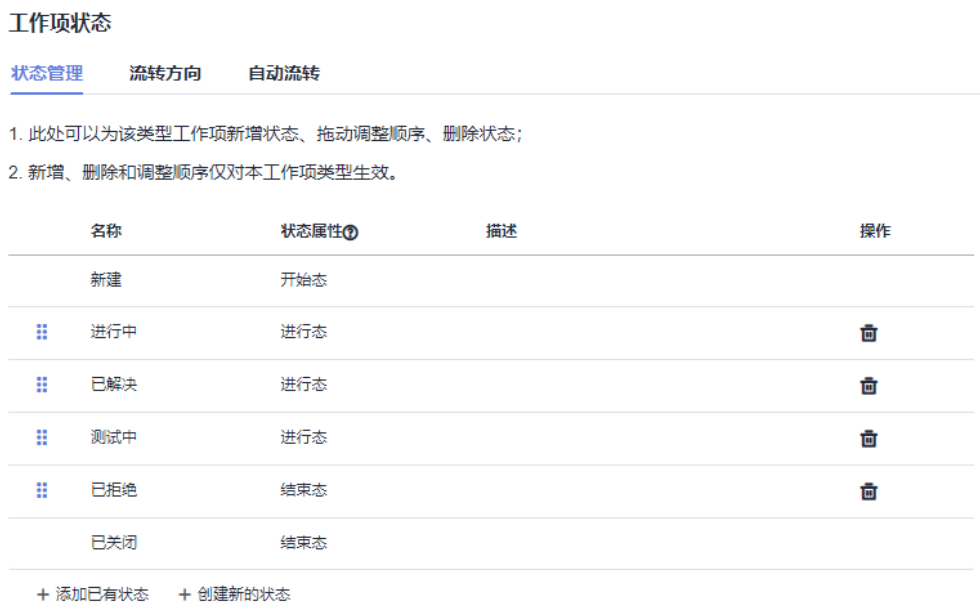 工作项状态
状态管理 流转方向 自动流转
1. 此处可以为该类型工作项新增状态、拖动调整顺序、删除状态；
2. 新增、删除和调整顺序仅对本工作项类型生效。
名称 状态属性? 描述 操作
新建 开始态
进行中 进行态
已解决 进行态
测试中 进行态
已拒绝 结束态
已关闭 结束态
+ 添加已有状态 + 创建新的状态